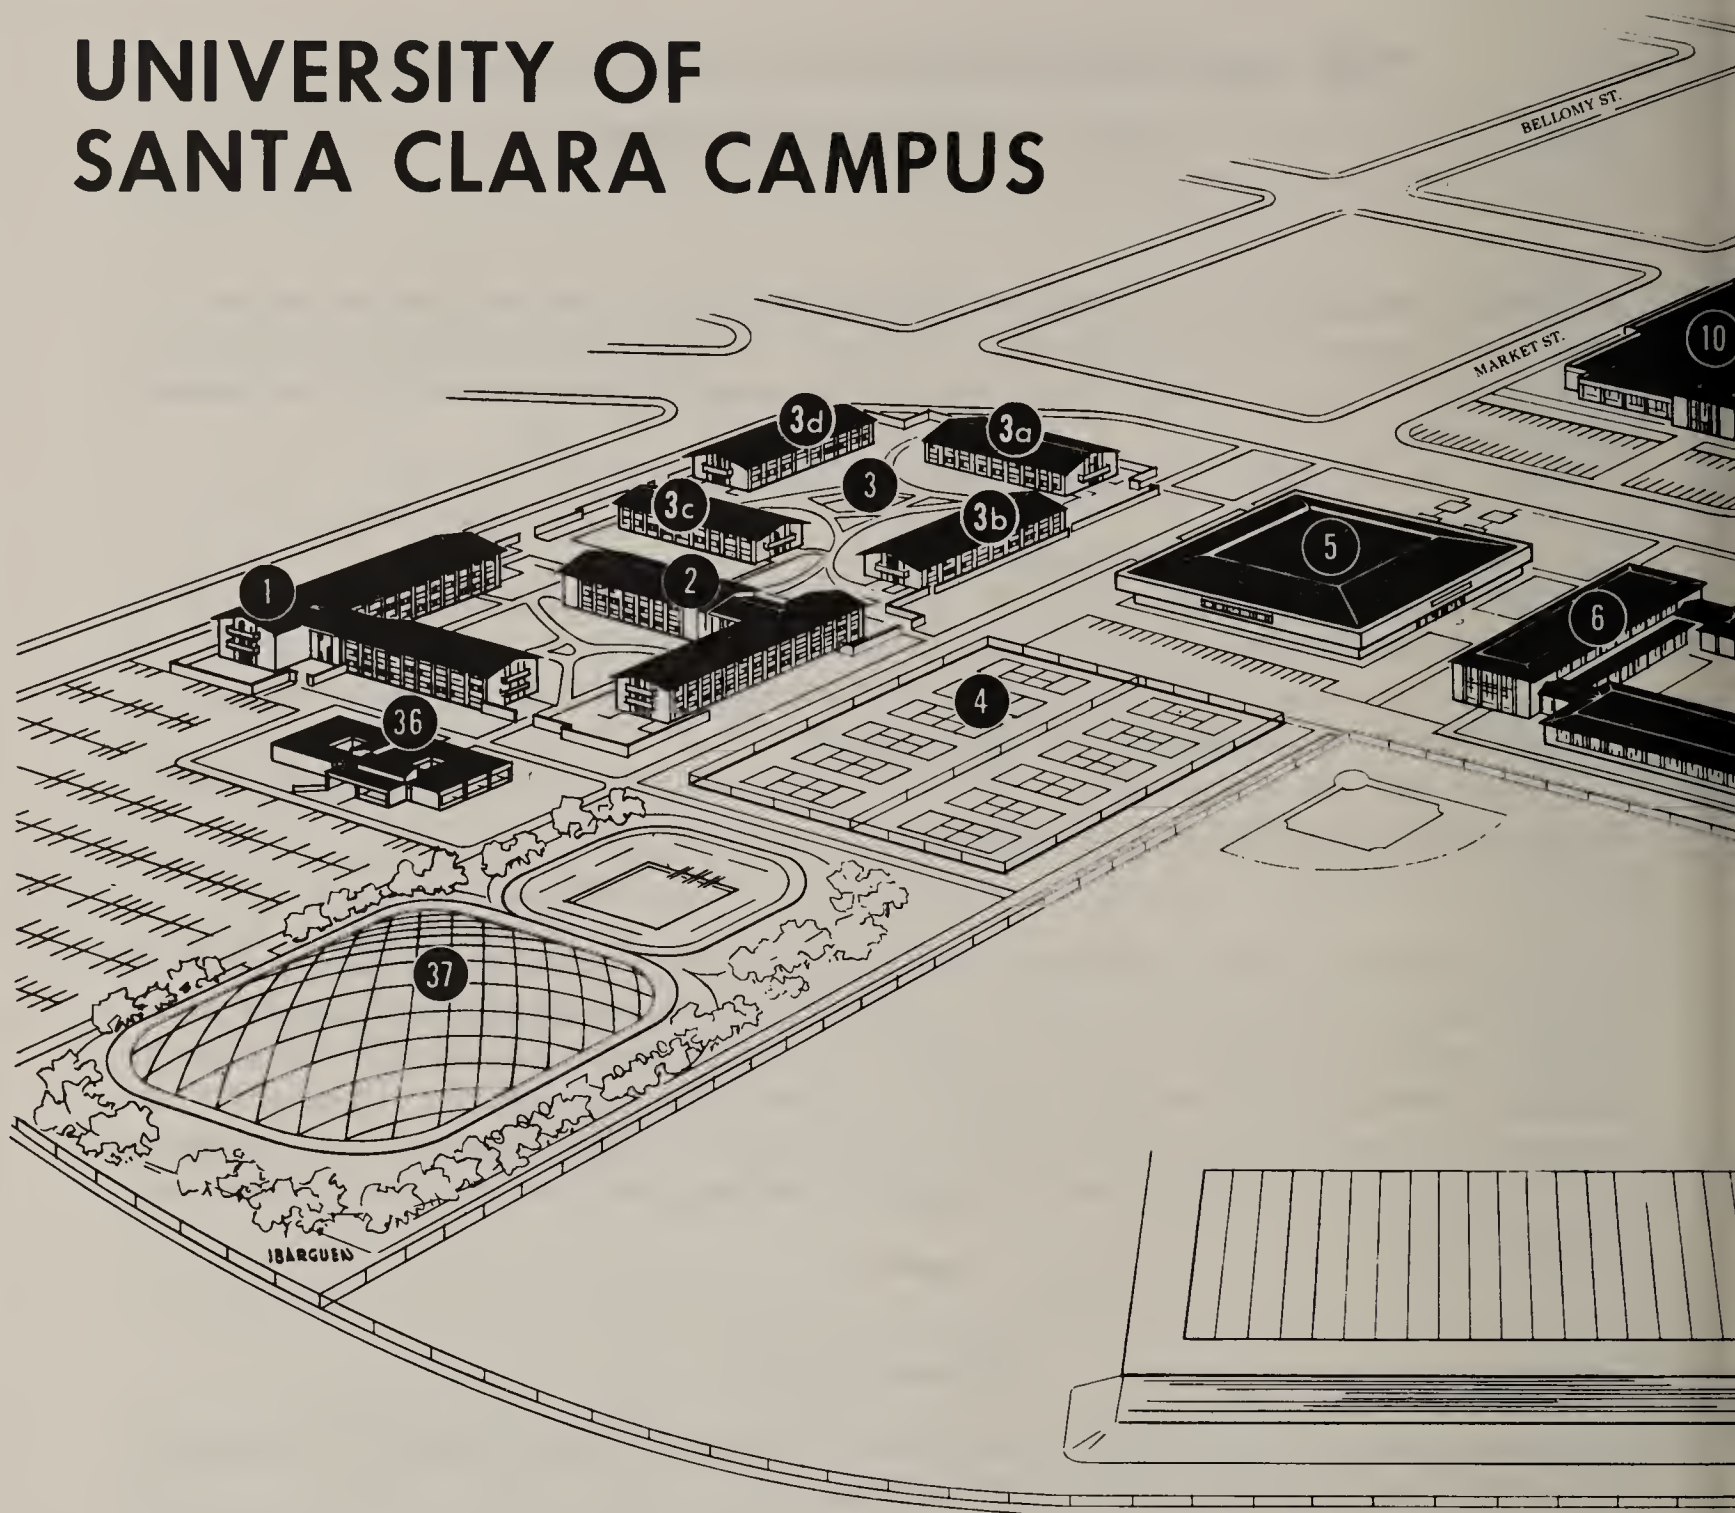 UNIVERSITY OF
SANTA CLARA CAMPUS
BELLOMY ST.
MARKET ST.
10
3d
3a
3
3c
3b
5
2
1
6
4
36
37
IBARGUEN